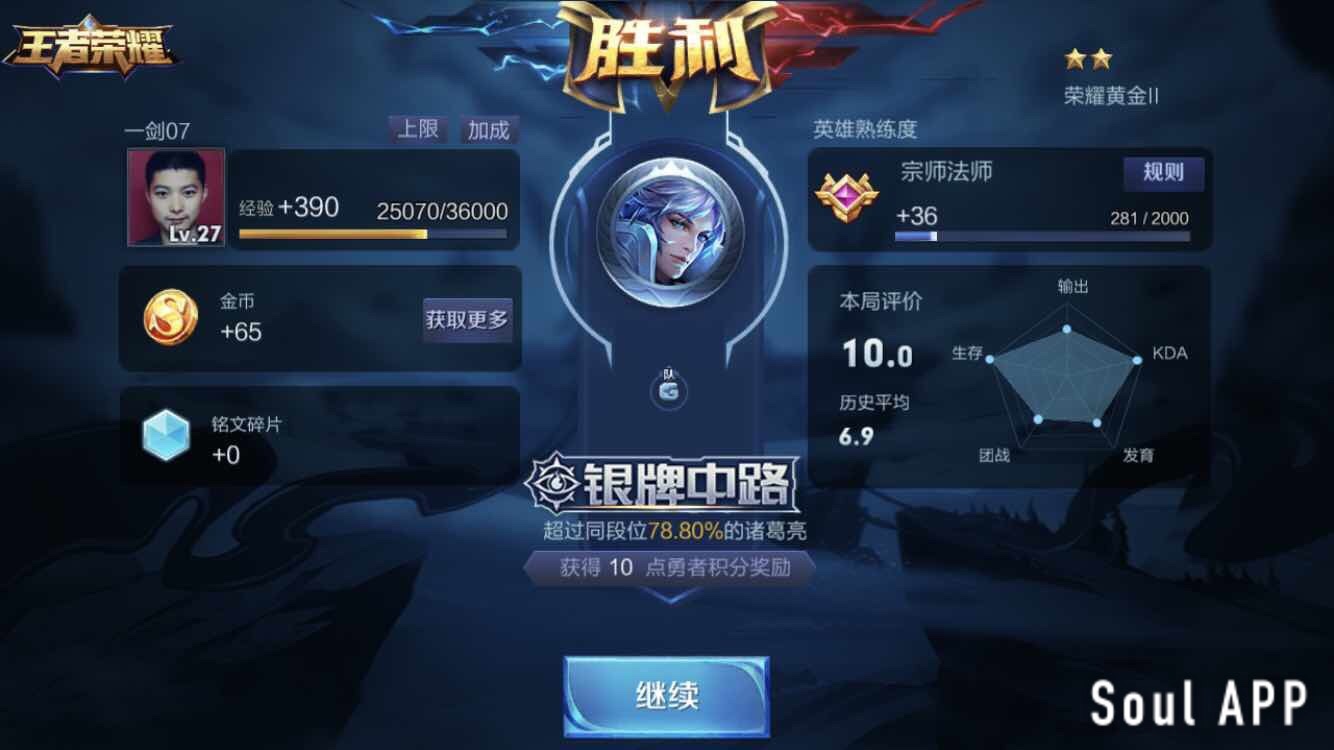 王者荣耀
胜利
荣耀黄金II
一剑07
上限
加成
Lv.27
经验+390
25070/36000
金币
+65
获取更多
铭文碎片
+0
队
银牌中路
超过同段位78.80%的诸葛亮
获得 10 点勇者积分奖励
继续
英雄熟练度
宗师法师
规则
+36
281 / 2000
本局评价
10.0
历史平均
6.9
输出
生存
KDA
团战
发育
Soul APP